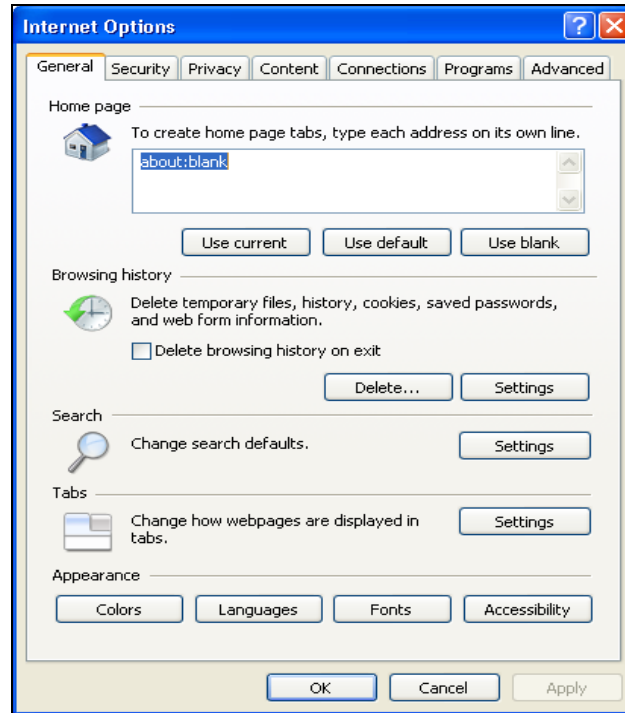 Internet Options
General Security Privacy Content Connections Programs Advanced
Home page
To create home page tabs, type each address on its own line.
about:blank
Use current Use default Use blank
Browsing history
Delete temporary files, history, cookies, saved passwords,
and web form information.
Delete browsing history on exit
Delete... Settings
Search
Change search defaults. Settings
Tabs
Change how webpages are displayed in Settings
tabs.
Appearance
Colors Languages Fonts Accessibility
OK Cancel Apply